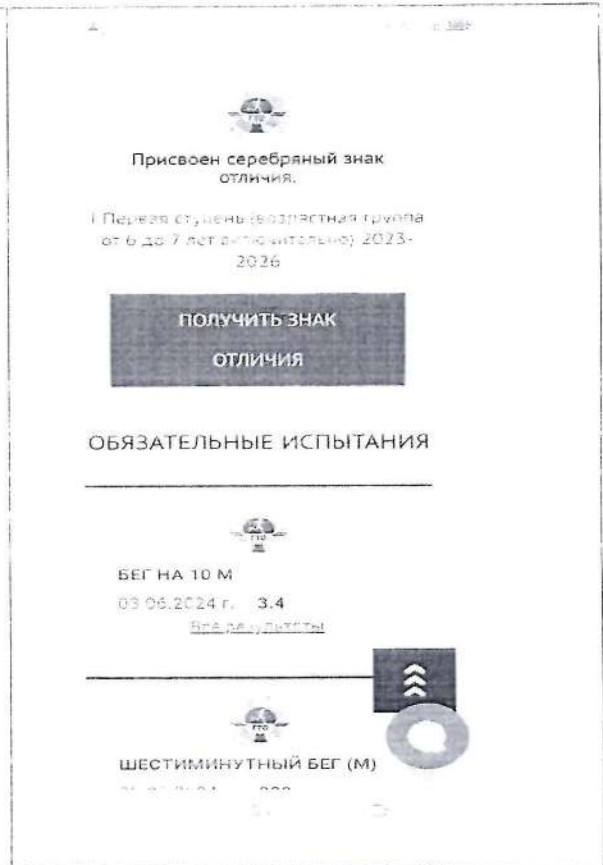 ГТО
Присвоен серебряный знак
отличия.
I Первая ступень (возрастная группа
от 6 до 7 лет включительно) 2023-
2026
ПОЛУЧИТЬ ЗНАК
ОТЛИЧИЯ
ОБЯЗАТЕЛЬНЫЕ ИСПЫТАНИЯ
ГТО
БЕГ НА 10 М
03.06.2024 г. 3.4
Все результаты
ГТО
ШЕСТИМИНУТНЫЙ БЕГ (М)